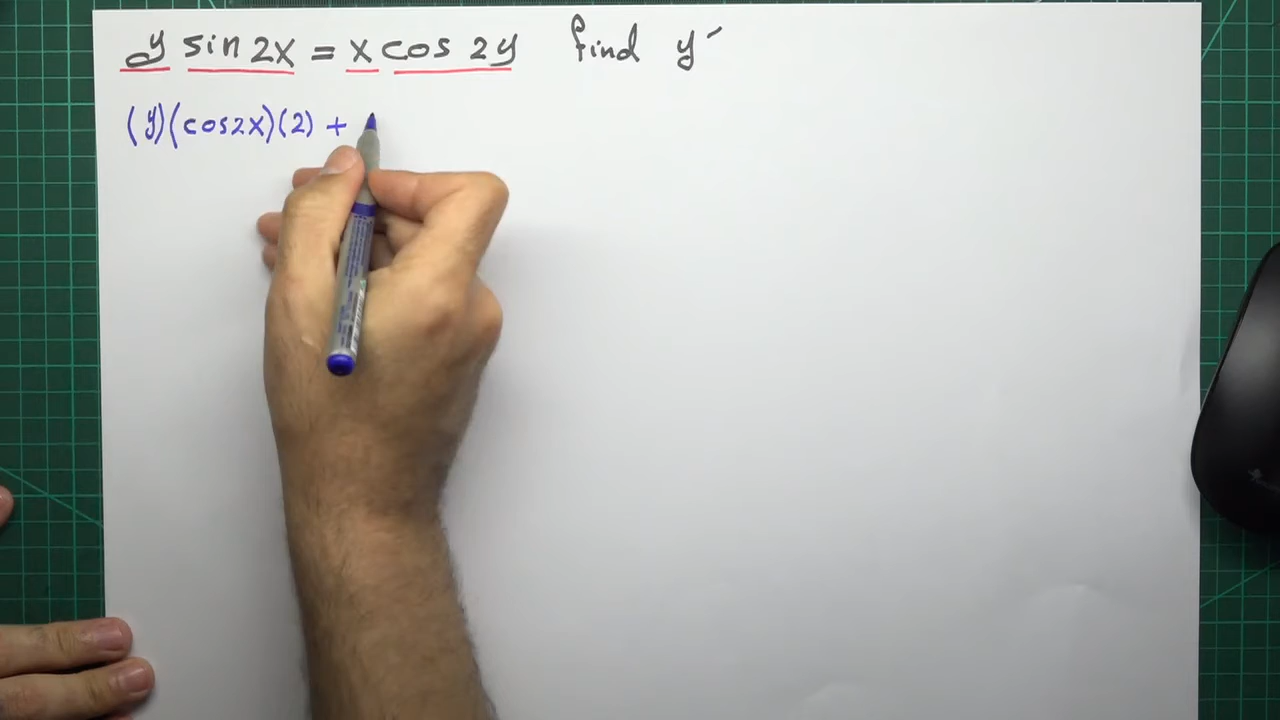 y sin 2x = x cos 2y find y′
(y)(cos2x)(2) +